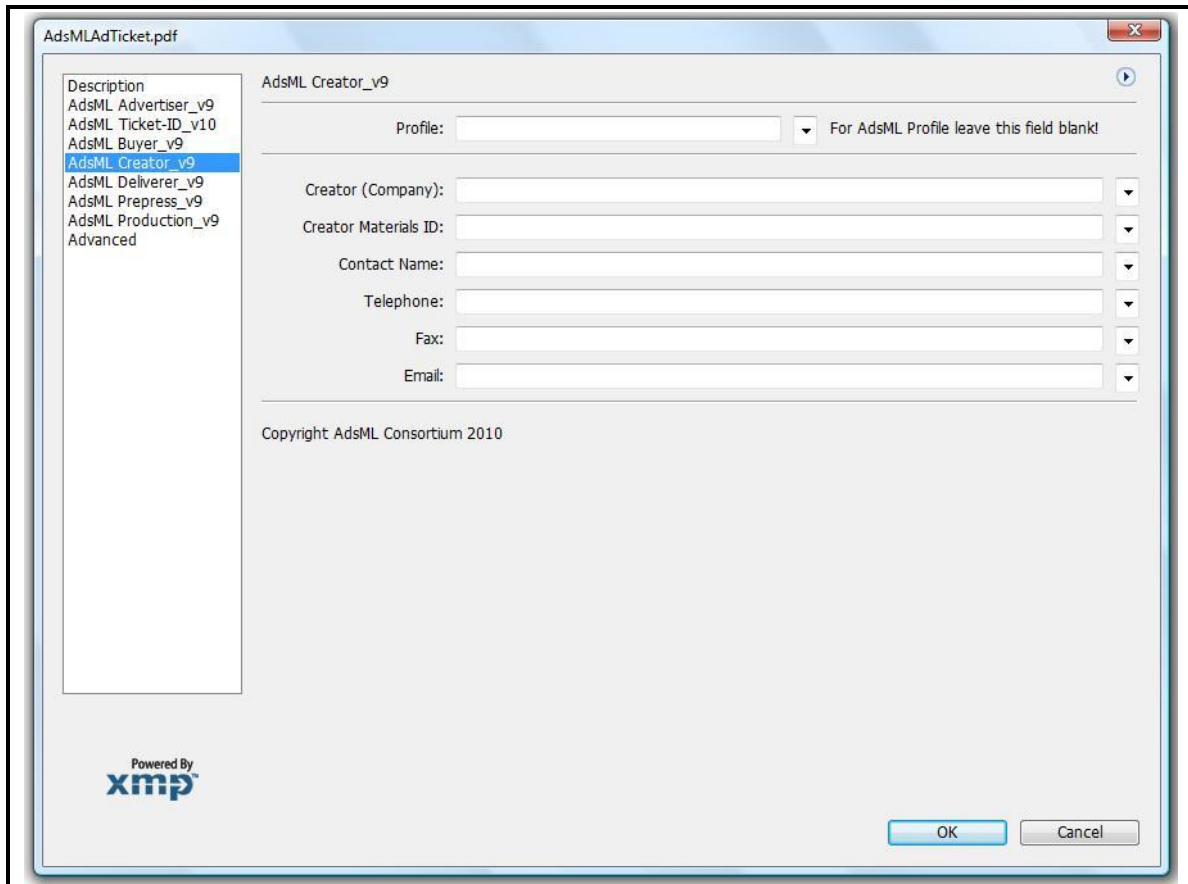 AdsMLAdTicket.pdf
Description
AdsML Advertiser_v9
AdsML Ticket-ID_v10
AdsML Buyer_v9
AdsML Creator_v9
AdsML Deliverer_v9
AdsML Prepress_v9
AdsML Production_v9
Advanced
AdsML Creator_v9
Profile: For AdsML Profile leave this field blank!
Creator (Company):
Creator Materials ID:
Contact Name:
Telephone:
Fax:
Email:
Copyright AdsML Consortium 2010
Powered By
xmp™
OK Cancel